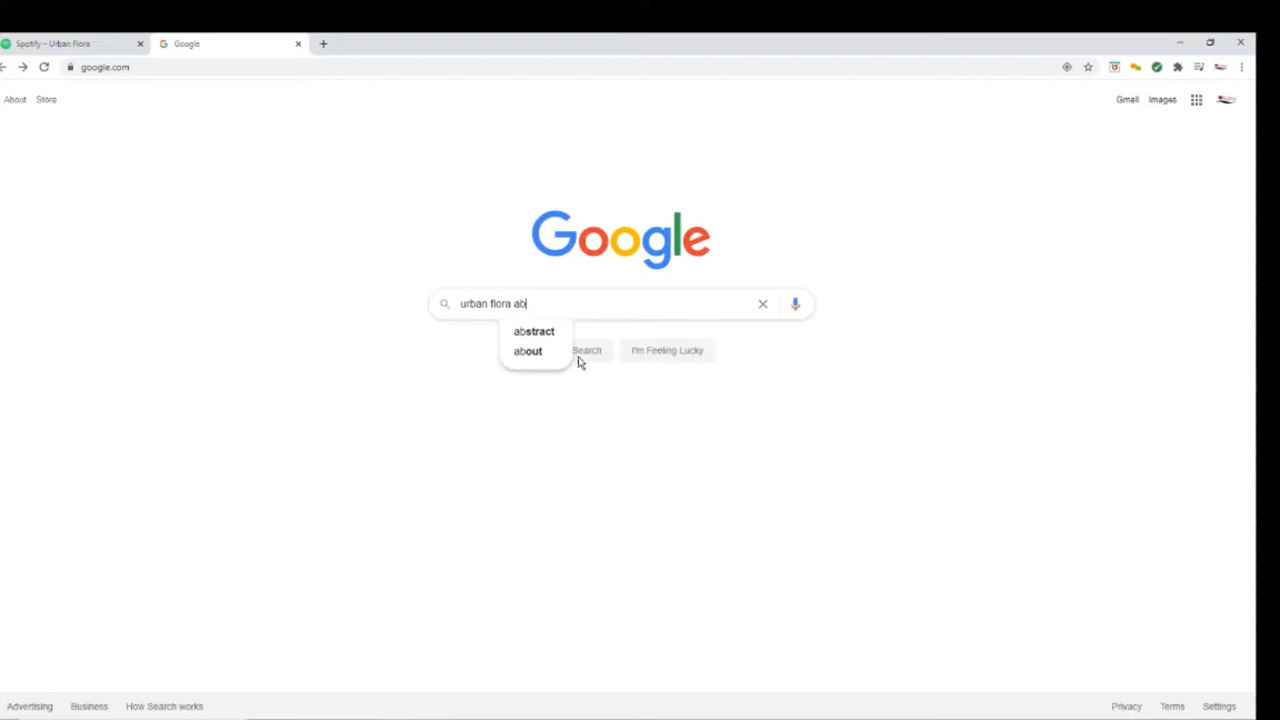 Spotify – Urban Flora
Google
google.com
About Store
Gmail Images
Google
urban flora ab
abstract
about
Search
I'm Feeling Lucky
Advertising Business How Search works
Privacy Terms Settings